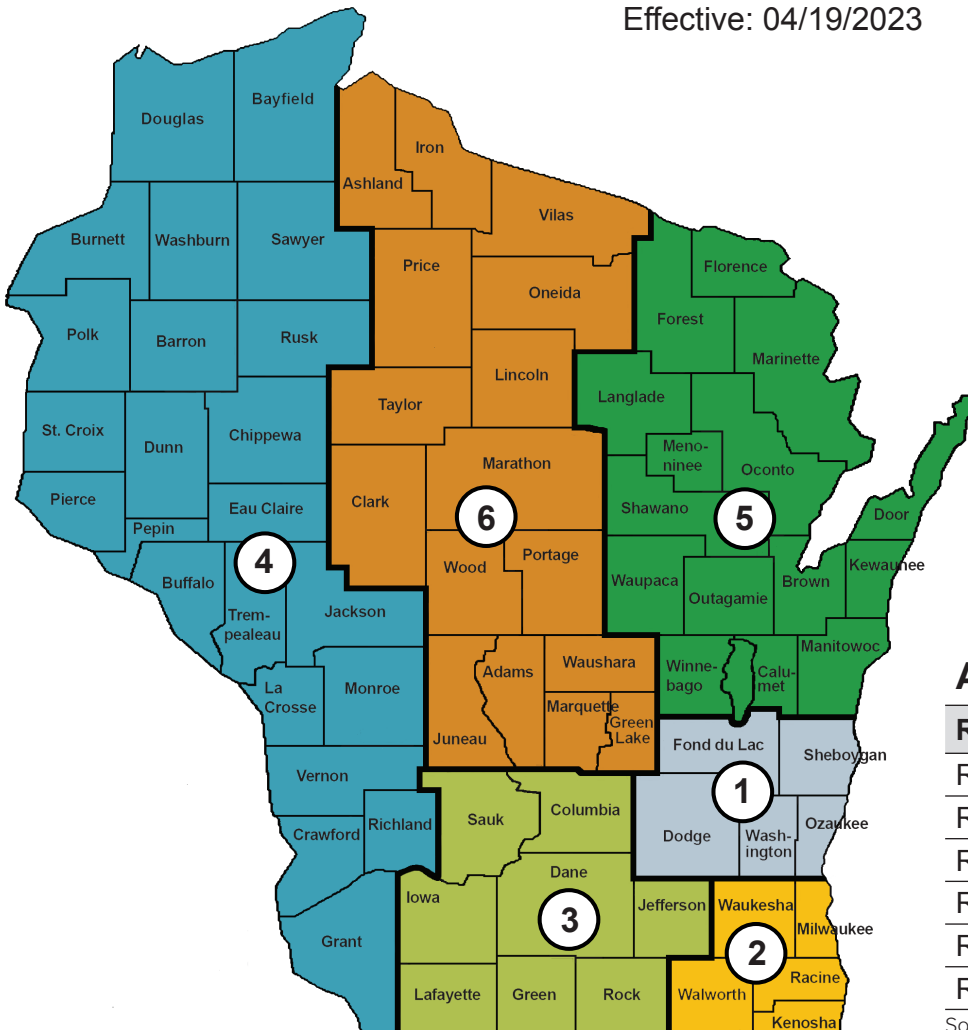 Effective: 04/19/2023
Bayfield
Douglas
Iron
Ashland
Vilas
Burnett
Washburn
Sawyer
Price
Florence
Oneida
Forest
Polk
Barron
Rusk
Marinette
Lincoln
Langlade
Taylor
St. Croix
Dunn
Chippewa
Marathon
Meno-
ninee
Oconto
Pierce
Eau Claire
Clark
6
Shawano
5
Door
Pepin
4
Wood
Portage
Kewaunee
Buffalo
Waupaca
Brown
Outagamie
Jackson
Trem-
pealeau
Manitowoc
Adams
Waushara
Winne-
bago
Calu-
met
La
Crosse
Monroe
Marquette
Green
Lake
A
R
Juneau
Fond du Lac
Sheboygan
Vernon
R
1
Sauk
Columbia
R
Richland
Crawford
Dodge
Wash-
ington
Ozaukee
R
Dane
R
Iowa
Jefferson
Waukesha
3
Milwaukee
R
Grant
2
Racine
R
Lafayette
Green
Rock
Walworth
Kenosha
So